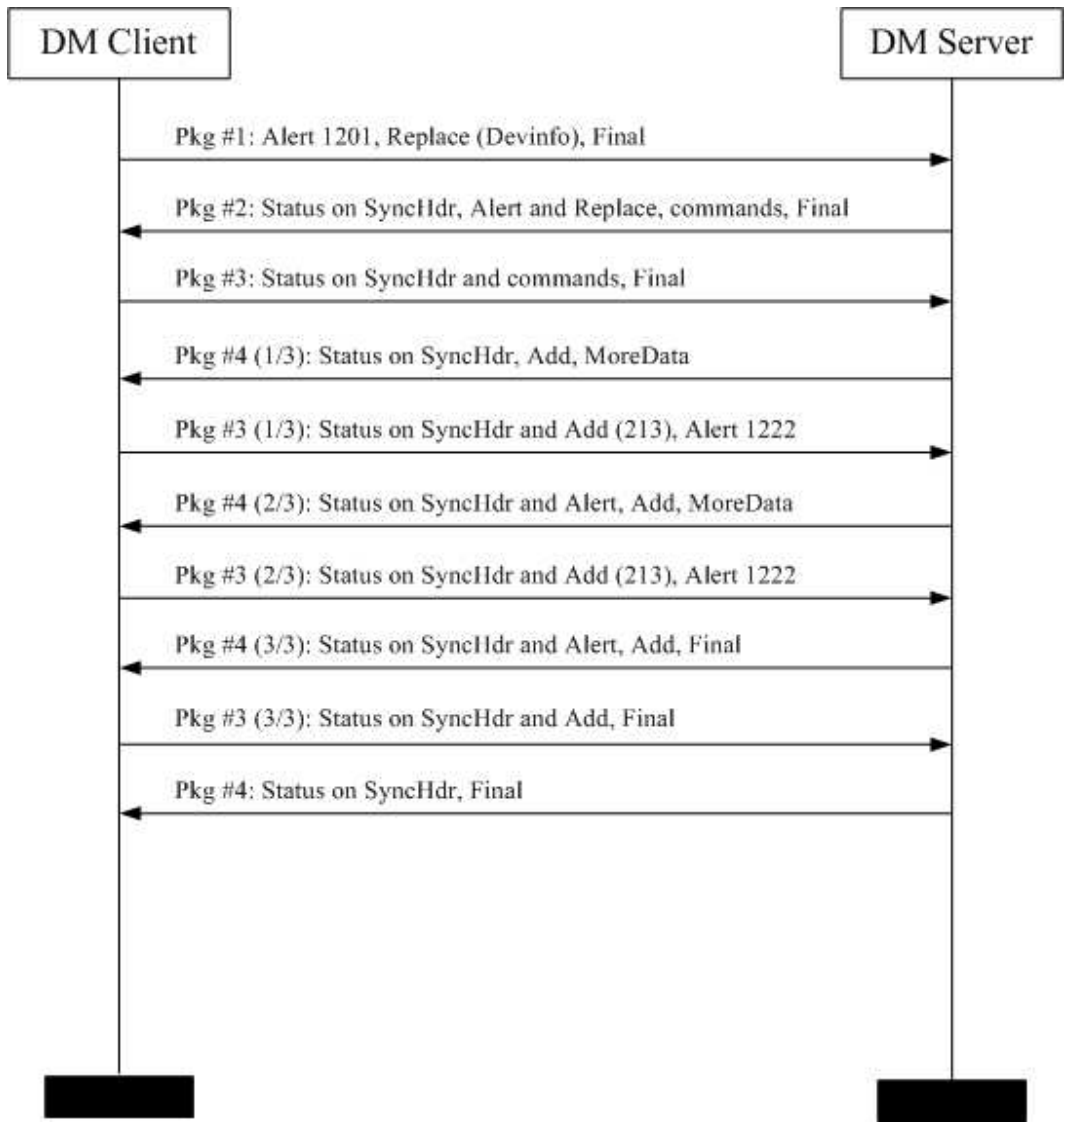 DM Client
DM Server
Pkg #1: Alert 1201, Replace (Devinfo), Final
Pkg #2: Status on SyncHdr, Alert and Replace, commands, Final
Pkg #3: Status on SyncHdr and commands, Final
Pkg #4 (1/3): Status on SyncHdr, Add, MoreData
Pkg #3 (1/3): Status on SyncHdr and Add (213), Alert 1222
Pkg #4 (2/3): Status on SyncHdr and Alert, Add, MoreData
Pkg #3 (2/3): Status on SyncHdr and Add (213), Alert 1222
Pkg #4 (3/3): Status on SyncHdr and Alert, Add, Final
Pkg #3 (3/3): Status on SyncHdr and Add, Final
Pkg #4: Status on SyncHdr, Final